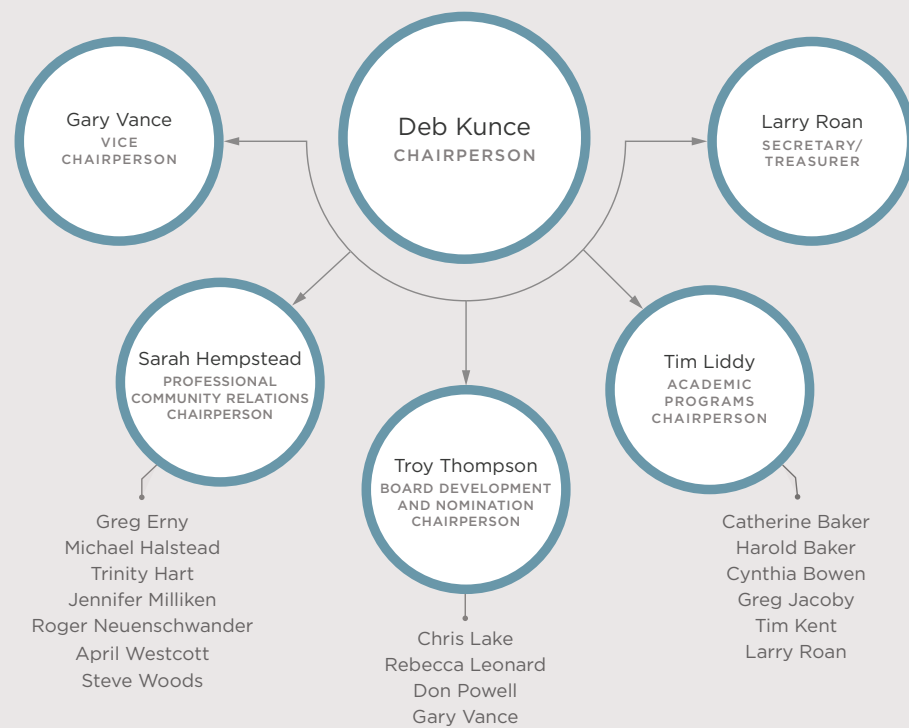 Deb Kunce
CHAIRPERSON
Gary Vance
VICE
CHAIRPERSON
Larry Roan
SECRETARY/
TREASURER
Sarah Hempstead
PROFESSIONAL
COMMUNITY RELATIONS
CHAIRPERSON
Greg Erny
Michael Halstead
Trinity Hart
Jennifer Milliken
Roger Neuenschwander
April Westcott
Steve Woods
Troy Thompson
BOARD DEVELOPMENT
AND NOMINATION
CHAIRPERSON
Chris Lake
Rebecca Leonard
Don Powell
Gary Vance
Tim Liddy
ACADEMIC
PROGRAMS
CHAIRPERSON
Catherine Baker
Harold Baker
Cynthia Bowen
Greg Jacoby
Tim Kent
Larry Roan